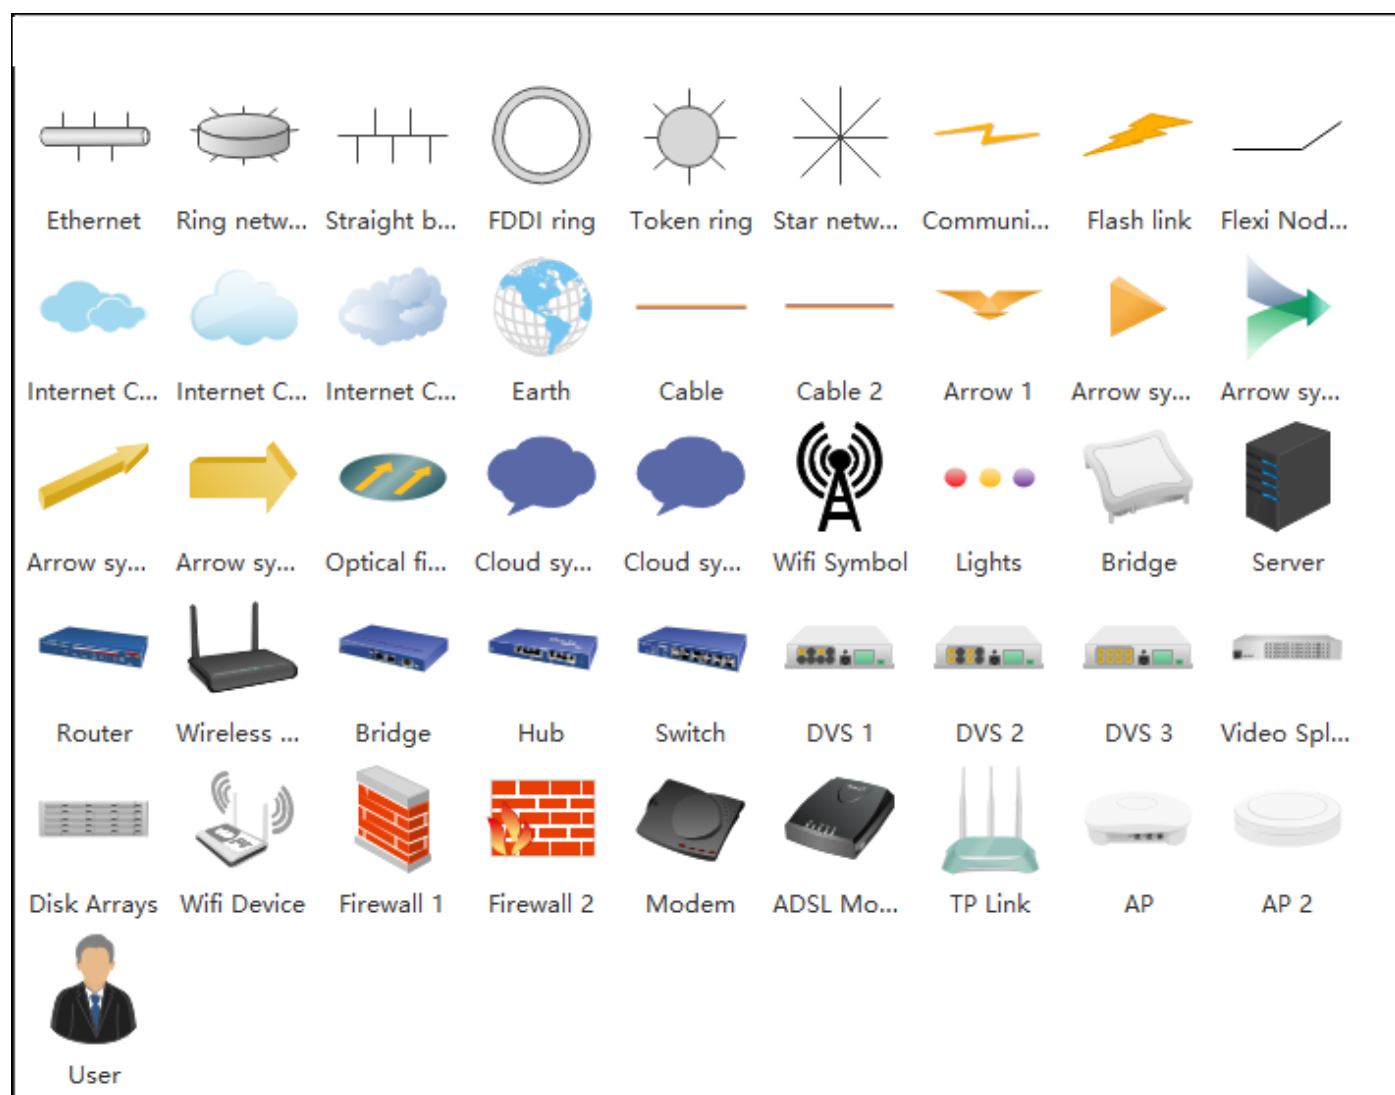 Ethernet Ring netw... Straight b... FDDI ring Token ring Star netw... Communi... Flash link Flexi Nod...
Internet C... Internet C... Internet C... Earth Cable Cable 2 Arrow 1 Arrow sy... Arrow sy...
Arrow sy... Arrow sy... Optical fi... Cloud sy... Cloud sy... Wifi Symbol Lights Bridge Server
Router Wireless ... Bridge Hub Switch DVS 1 DVS 2 DVS 3 Video Spl...
Disk Arrays Wifi Device Firewall 1 Firewall 2 Modem ADSL Mo... TP Link AP AP 2
User